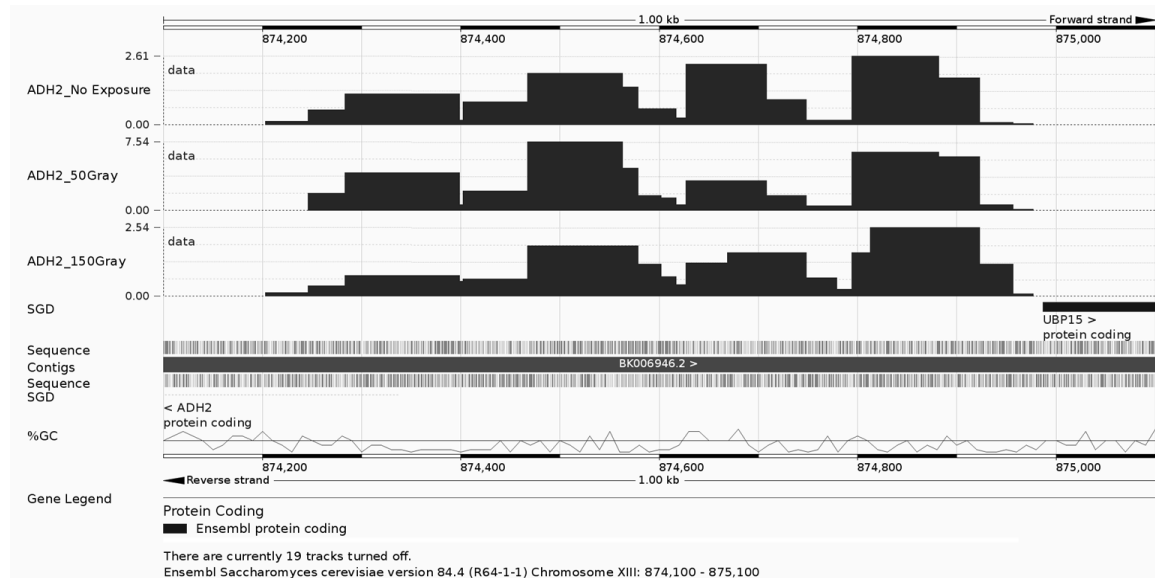 1.00 kb Forward strand
874,200 874,400 874,600 874,800 875,000
2.61
data
ADH2_No Exposure
0.00
7.54
data
ADH2_50Gray
0.00
2.54
data
ADH2_150Gray
0.00
SGD
UBP15 >
protein coding
Sequence
Contigs BK006946.2 >
Sequence
SGD
< ADH2
protein coding
%GC
874,200 874,400 874,600 874,800 875,000
Reverse strand 1.00 kb
Gene Legend
Protein Coding
Ensembl protein coding
There are currently 19 tracks turned off.
Ensembl Saccharomyces cerevisiae version 84.4 (R64-1-1) Chromosome XIII: 874,100 - 875,100